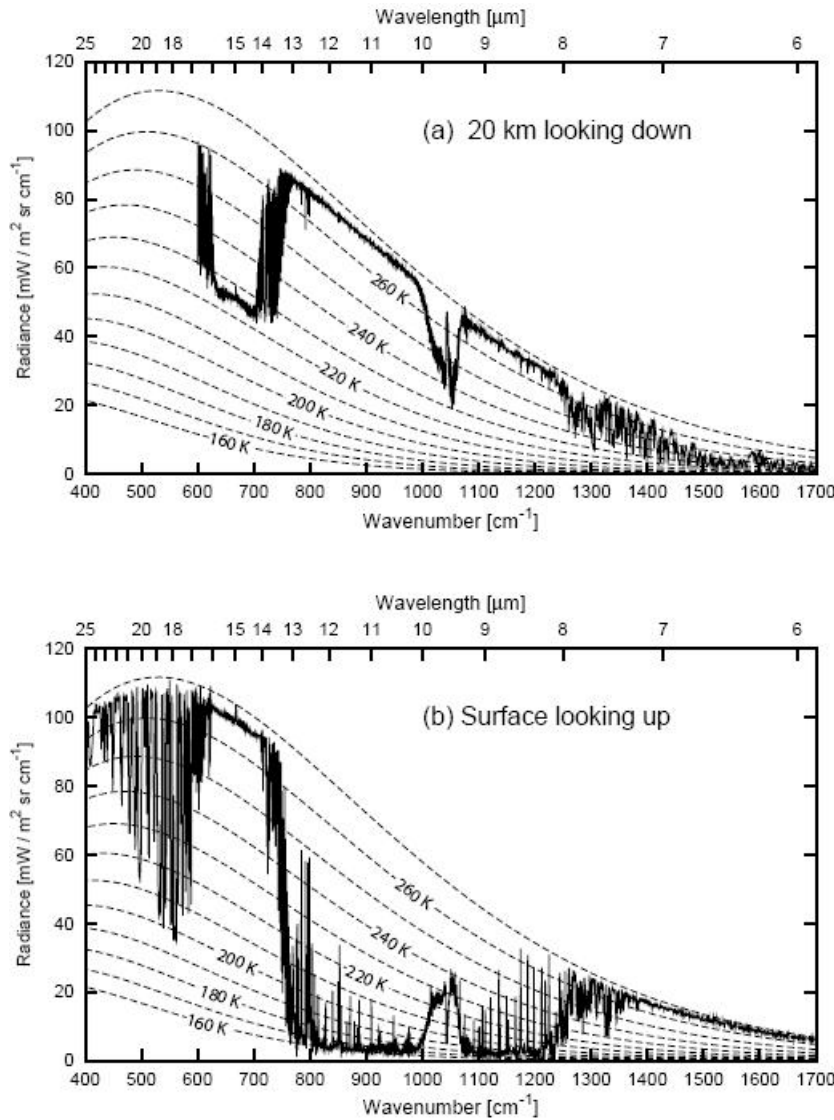 Wavelength [µm]
25 20 18 15 14 13 12 11 10 9 8 7 6
120
100
80
60
40
20
0
Radiance [mW / m² sr cm⁻¹]
(a) 20 km looking down
260 K
240 K
220 K
200 K
180 K
160 K
400 500 600 700 800 900 1000 1100 1200 1300 1400 1500 1600 1700
Wavenumber [cm⁻¹]
Wavelength [µm]
25 20 18 15 14 13 12 11 10 9 8 7 6
120
100
80
60
40
20
0
Radiance [mW / m² sr cm⁻¹]
(b) Surface looking up
260 K
240 K
220 K
200 K
180 K
160 K
400 500 600 700 800 900 1000 1100 1200 1300 1400 1500 1600 1700
Wavenumber [cm⁻¹]